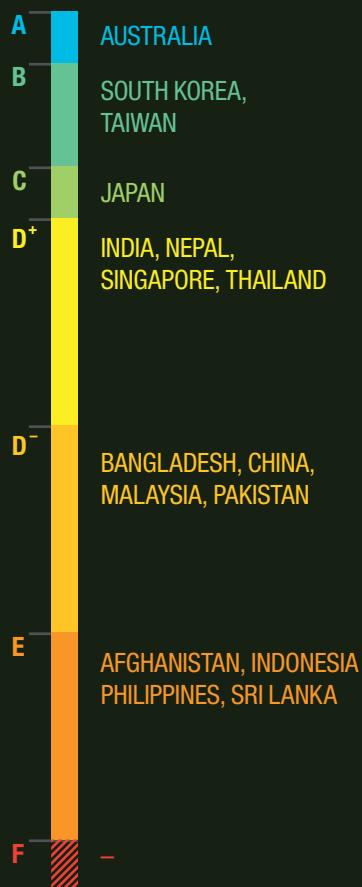 A
AUSTRALIA
B
SOUTH KOREA,
TAIWAN
C
JAPAN
D+
INDIA, NEPAL,
SINGAPORE, THAILAND
D-
BANGLADESH, CHINA,
MALAYSIA, PAKISTAN
E
AFGHANISTAN, INDONESIA
PHILIPPINES, SRI LANKA
F
–